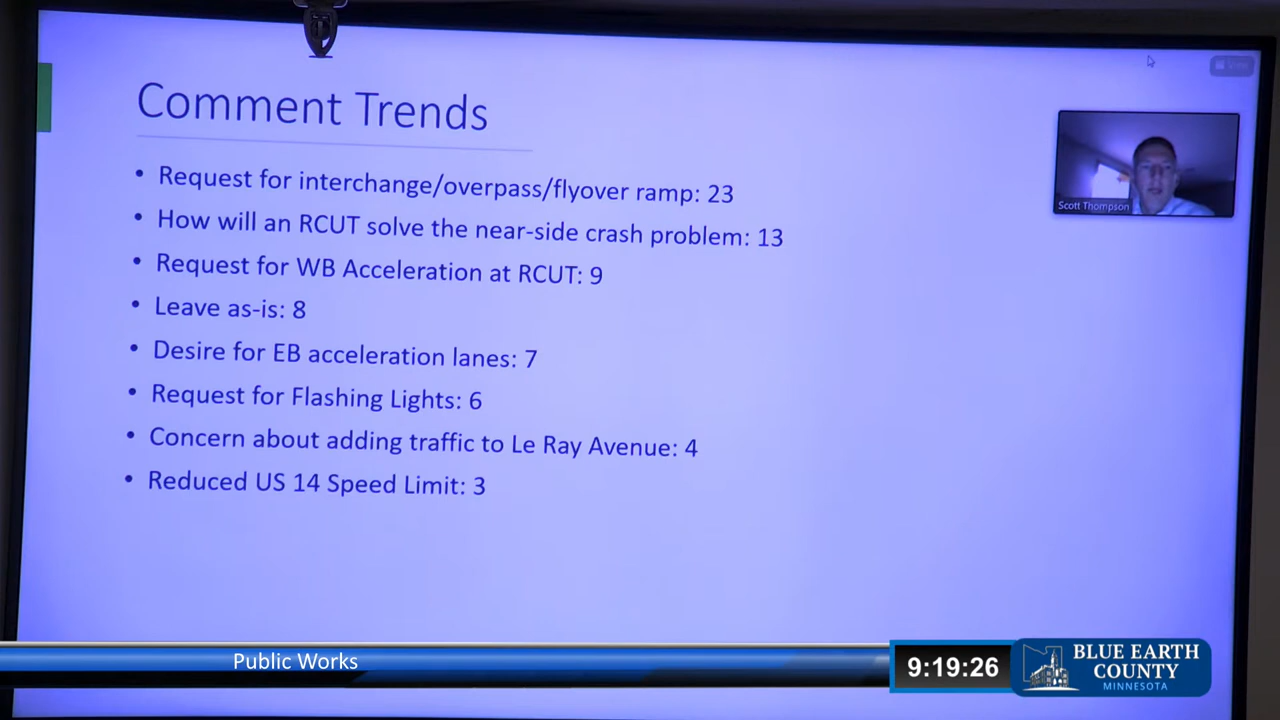 View
Comment Trends
• Request for interchange/overpass/flyover ramp: 23
• How will an RCUT solve the near-side crash problem: 13
• Request for WB Acceleration at RCUT: 9
• Leave as-is: 8
• Desire for EB acceleration lanes: 7
• Request for Flashing Lights: 6
• Concern about adding traffic to Le Ray Avenue: 4
• Reduced US 14 Speed Limit: 3
Scott Thompson
Public Works
9:19:26
BLUE EARTH
COUNTY
MINNESOTA